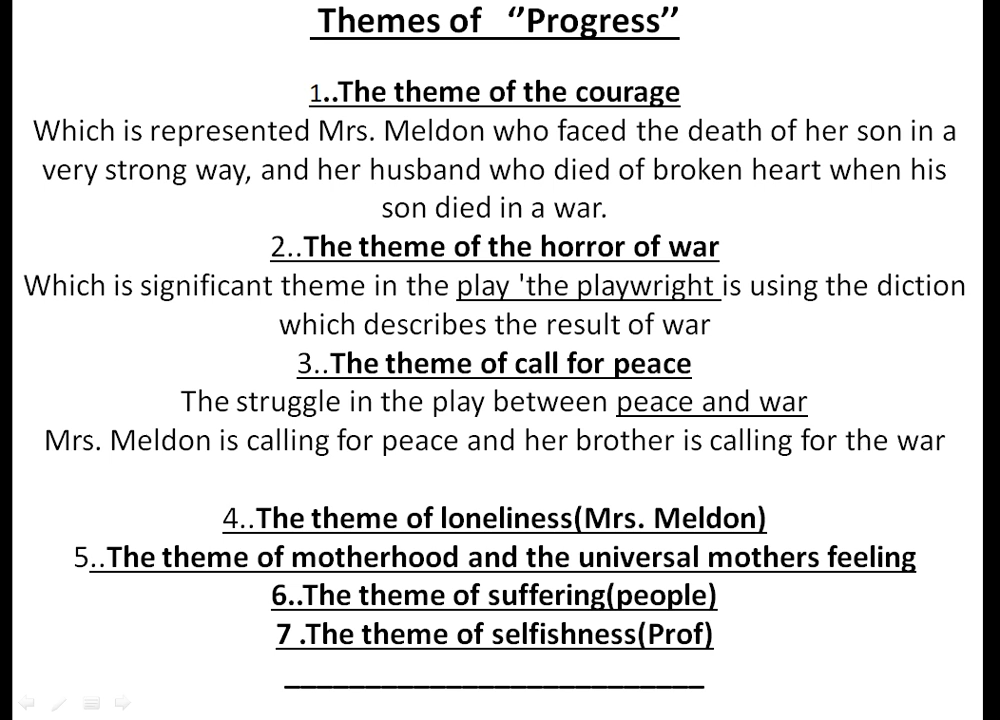 Themes of “Progress”
1..The theme of the courage
Which is represented Mrs. Meldon who faced the death of her son in a
very strong way, and her husband who died of broken heart when his
son died in a war.
2..The theme of the horror of war
Which is significant theme in the play 'the playwright is using the diction
which describes the result of war
3..The theme of call for peace
The struggle in the play between peace and war
Mrs. Meldon is calling for peace and her brother is calling for the war
4..The theme of loneliness(Mrs. Meldon)
5..The theme of motherhood and the universal mothers feeling
6..The theme of suffering(people)
7 .The theme of selfishness(Prof)